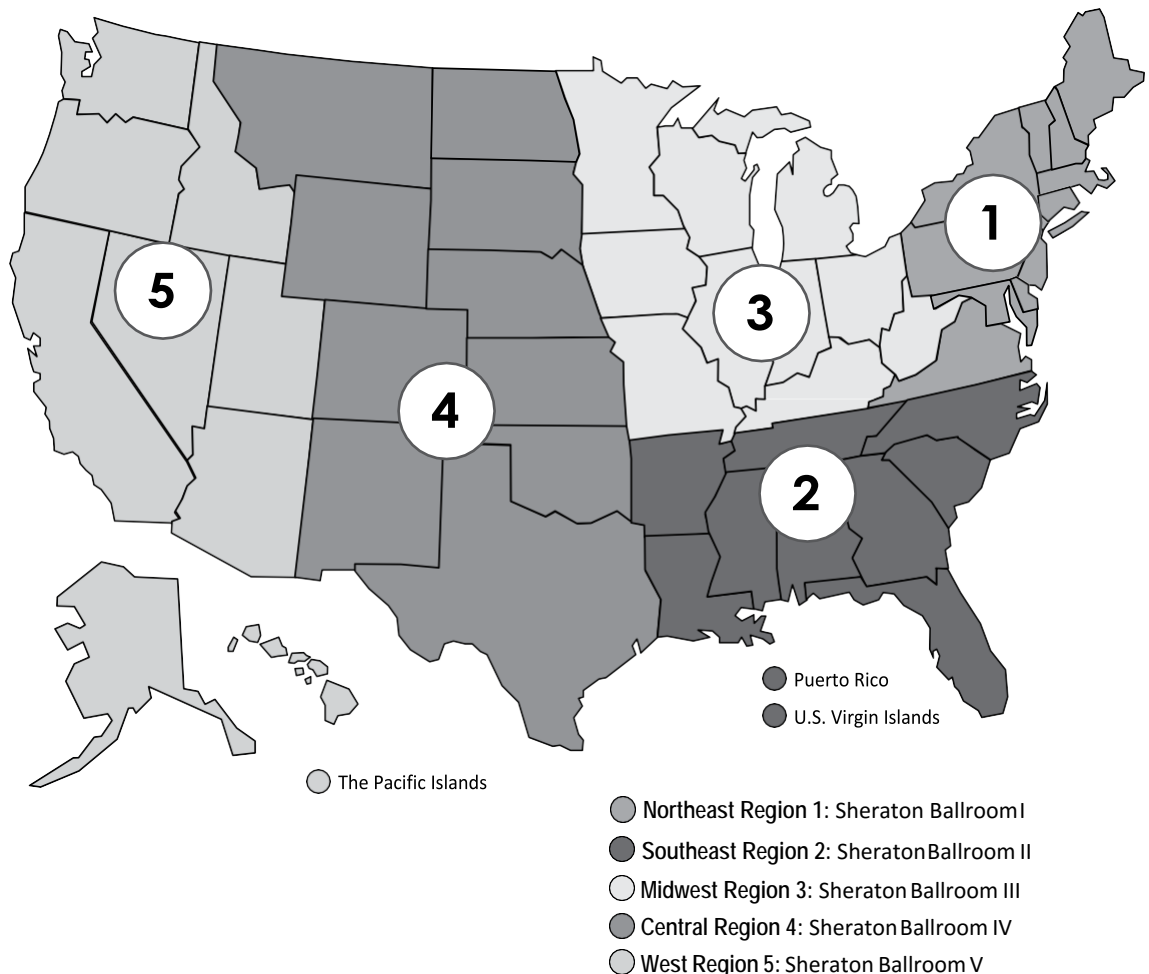 1
5
3
4
2
Puerto Rico
U.S. Virgin Islands
The Pacific Islands
Northeast Region 1: Sheraton Ballroom I
Southeast Region 2: Sheraton Ballroom II
Midwest Region 3: Sheraton Ballroom III
Central Region 4: Sheraton Ballroom IV
West Region 5: Sheraton Ballroom V